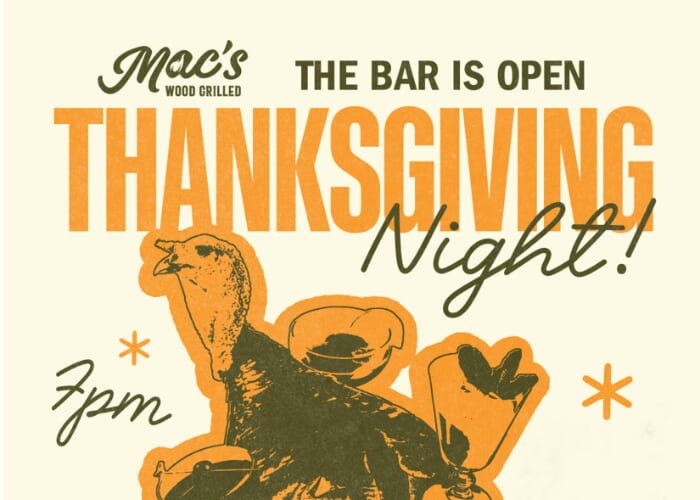 Mac's
WOOD GRILLED
THE BAR IS OPEN
THANKSGIVING
Night!
7pm